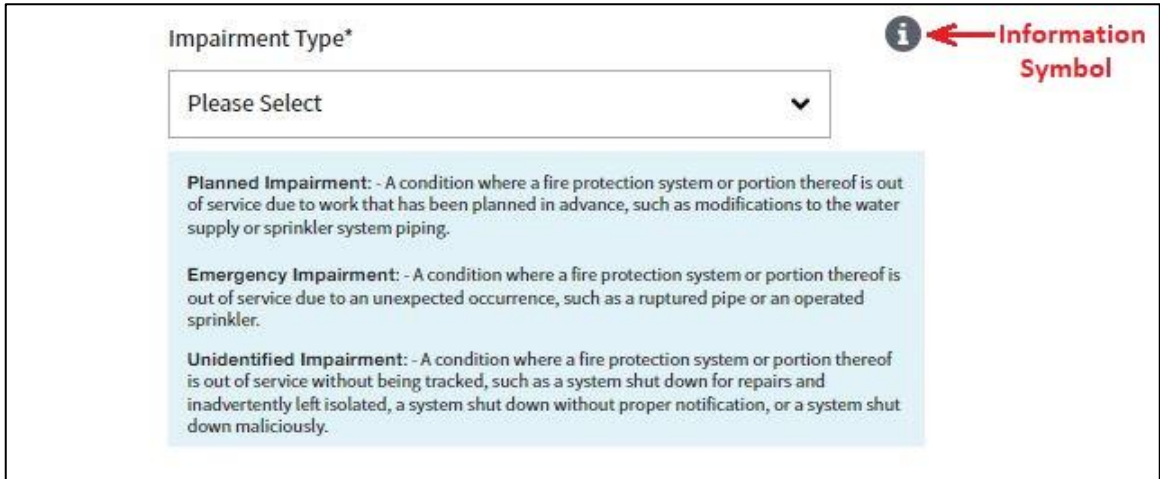 Impairment Type*
Information
Symbol
Please Select
Planned Impairment: - A condition where a fire protection system or portion thereof is out
of service due to work that has been planned in advance, such as modifications to the water
supply or sprinkler system piping.
Emergency Impairment: - A condition where a fire protection system or portion thereof is
out of service due to an unexpected occurrence, such as a ruptured pipe or an operated
sprinkler.
Unidentified Impairment: - A condition where a fire protection system or portion thereof
is out of service without being tracked, such as a system shut down for repairs and
inadvertently left isolated, a system shut down without proper notification, or a system shut
down maliciously.